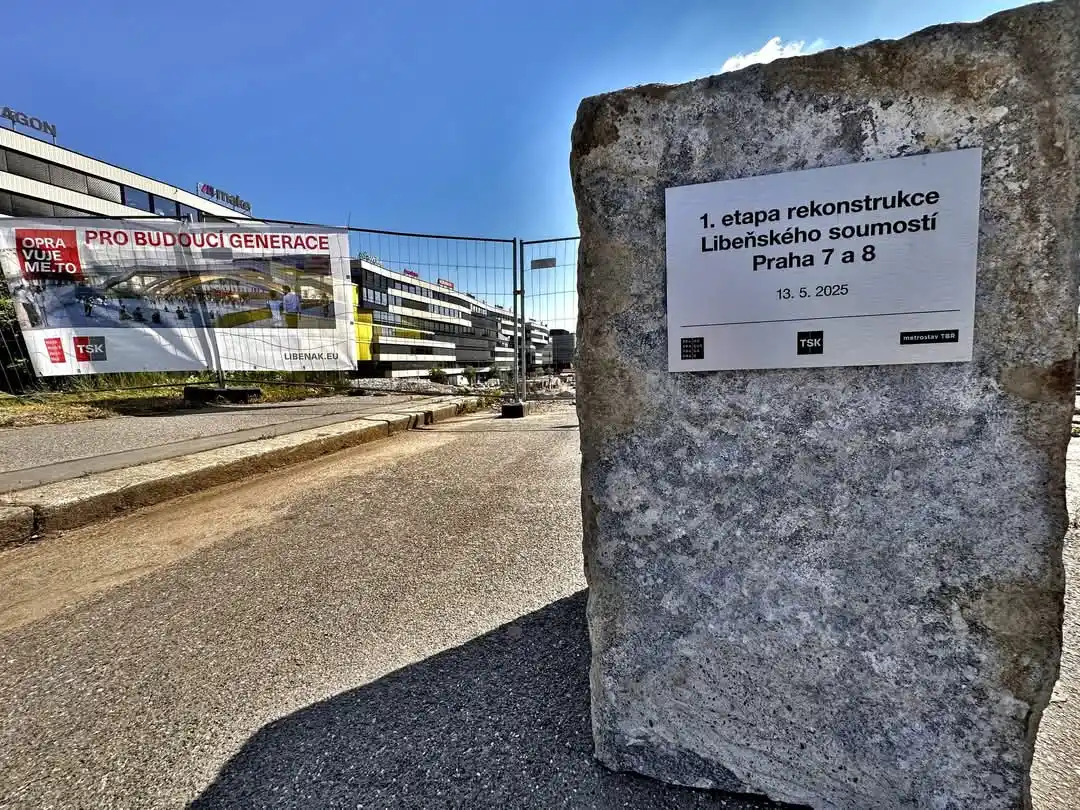 AGON
make
OPRA
VUJE
ME.TO
PRO BUDOUCÍ GENERACE
TSK
LIBENAK.EU
1. etapa rekonstrukce
Libeňského soumostí
Praha 7 a 8
13. 5. 2025
TSK
metrostav TBR